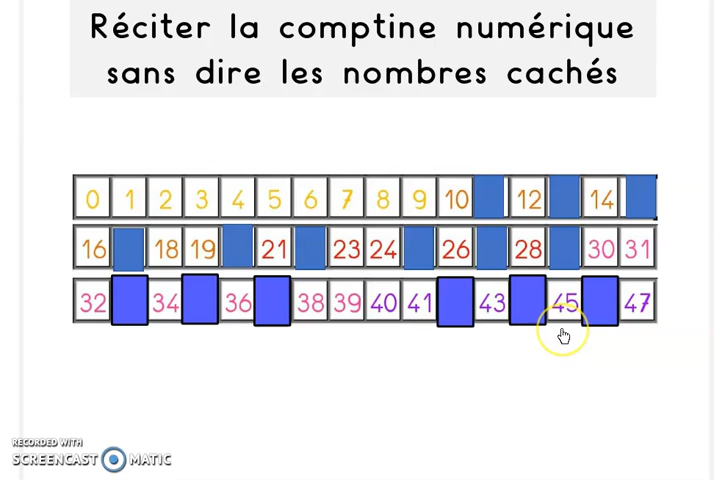 Réciter la comptine numérique
sans dire les nombres cachés
0 1 2 3 4 5 6 7 8 9 10 12 14
16 18 19 21 23 24 26 28 30 31
32 34 36 38 39 40 41 43 45 47
RECORDED WITH
SCREENCAST MATIC